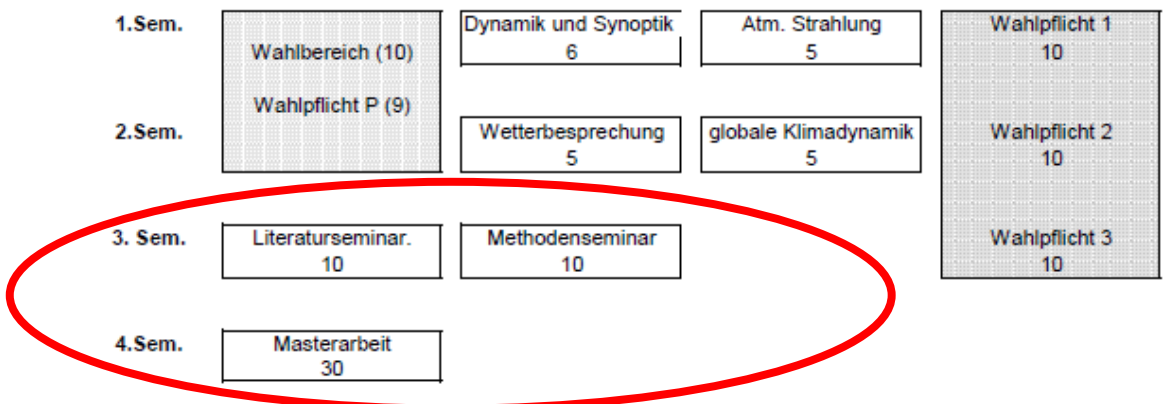 1.Sem.
Wahlbereich (10)
Wahlpflicht P (9)
Dynamik und Synoptik
6
Atm. Strahlung
5
Wahlpflicht 1
10
2.Sem.
Wetterbesprechung
5
globale Klimadynamik
5
Wahlpflicht 2
10
3. Sem.
Literaturseminar.
10
Methodenseminar
10
Wahlpflicht 3
10
4.Sem.
Masterarbeit
30